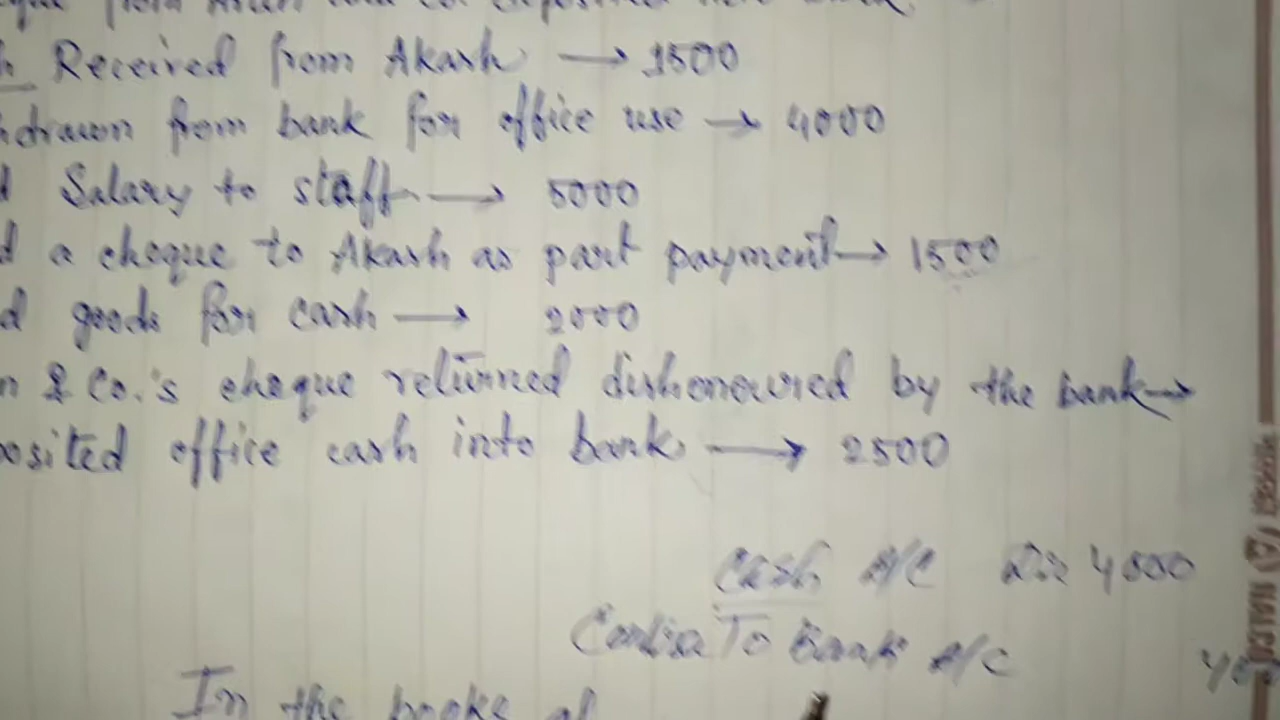 from
Received from Akash → 1500
drawn from bank for office use → 4000
Salary to staff → 5000
a cheque to Akash as part payment → 1500
goods for cash → 2000
n & Co.'s cheque returned dishonoured by the bank →
posited office cash into bank → 2500
Cash A/C Dr 4000
Contra To Bank A/C
In the books of